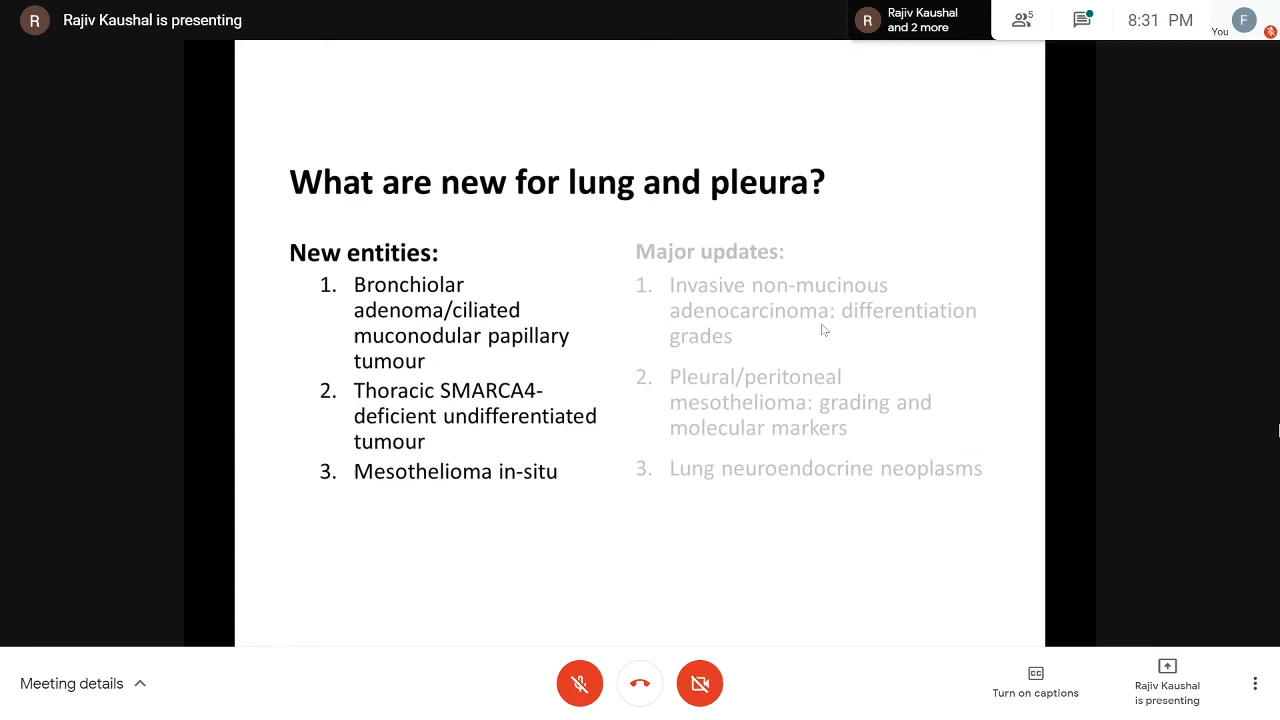 R
Rajiv Kaushal is presenting
R
Rajiv Kaushal
and 2 more
5
8:31 PM
You
F
What are new for lung and pleura?
New entities:
1. Bronchiolar
adenoma/ciliated
muconodular papillary
tumour
2. Thoracic SMARCA4-
deficient undifferentiated
tumour
3. Mesothelioma in-situ
Major updates:
1. Invasive non-mucinous
adenocarcinoma: differentiation
grades
2. Pleural/peritoneal
mesothelioma: grading and
molecular markers
3. Lung neuroendocrine neoplasms
Meeting details
CC
Turn on captions
Rajiv Kaushal
is presenting